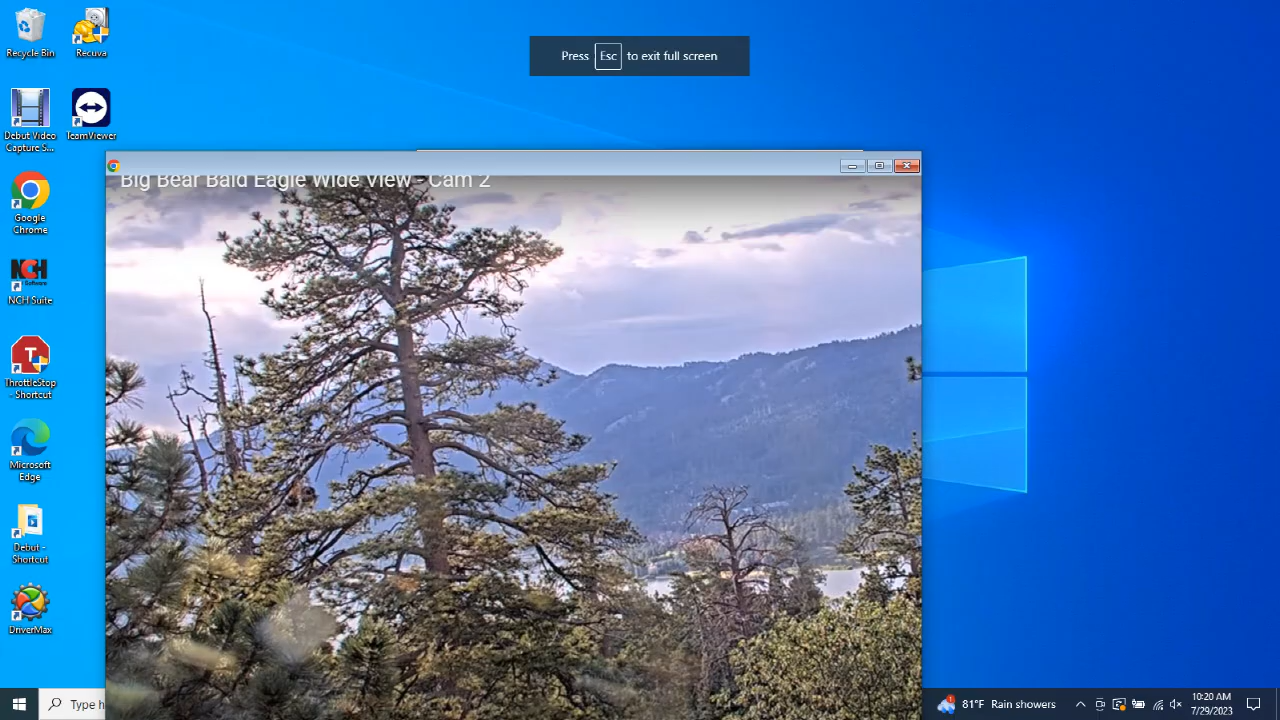 Recycle Bin
Recuva
Press Esc to exit full screen
Debut Video
Capture S...
TeamViewer
Big Bear Bald Eagle Wide View - Cam 2
Google
Chrome
NCH
Software
NCH Suite
T
ThrottleStop
- Shortcut
Microsoft
Edge
Debut -
Shortcut
DriverMax
Type h
81°F Rain showers
10:20 AM
7/29/2023